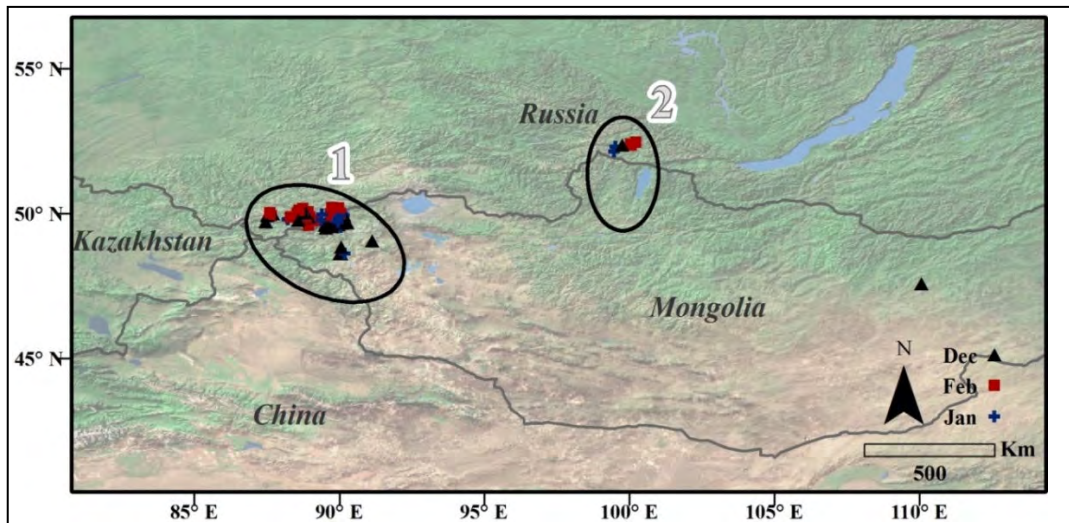 55° N
50° N
45° N
Russia
2
1
Kazakhstan
Mongolia
China
N
Dec
Feb
Jan
Km
500
85° E
90° E
95° E
100° E
105° E
110° E